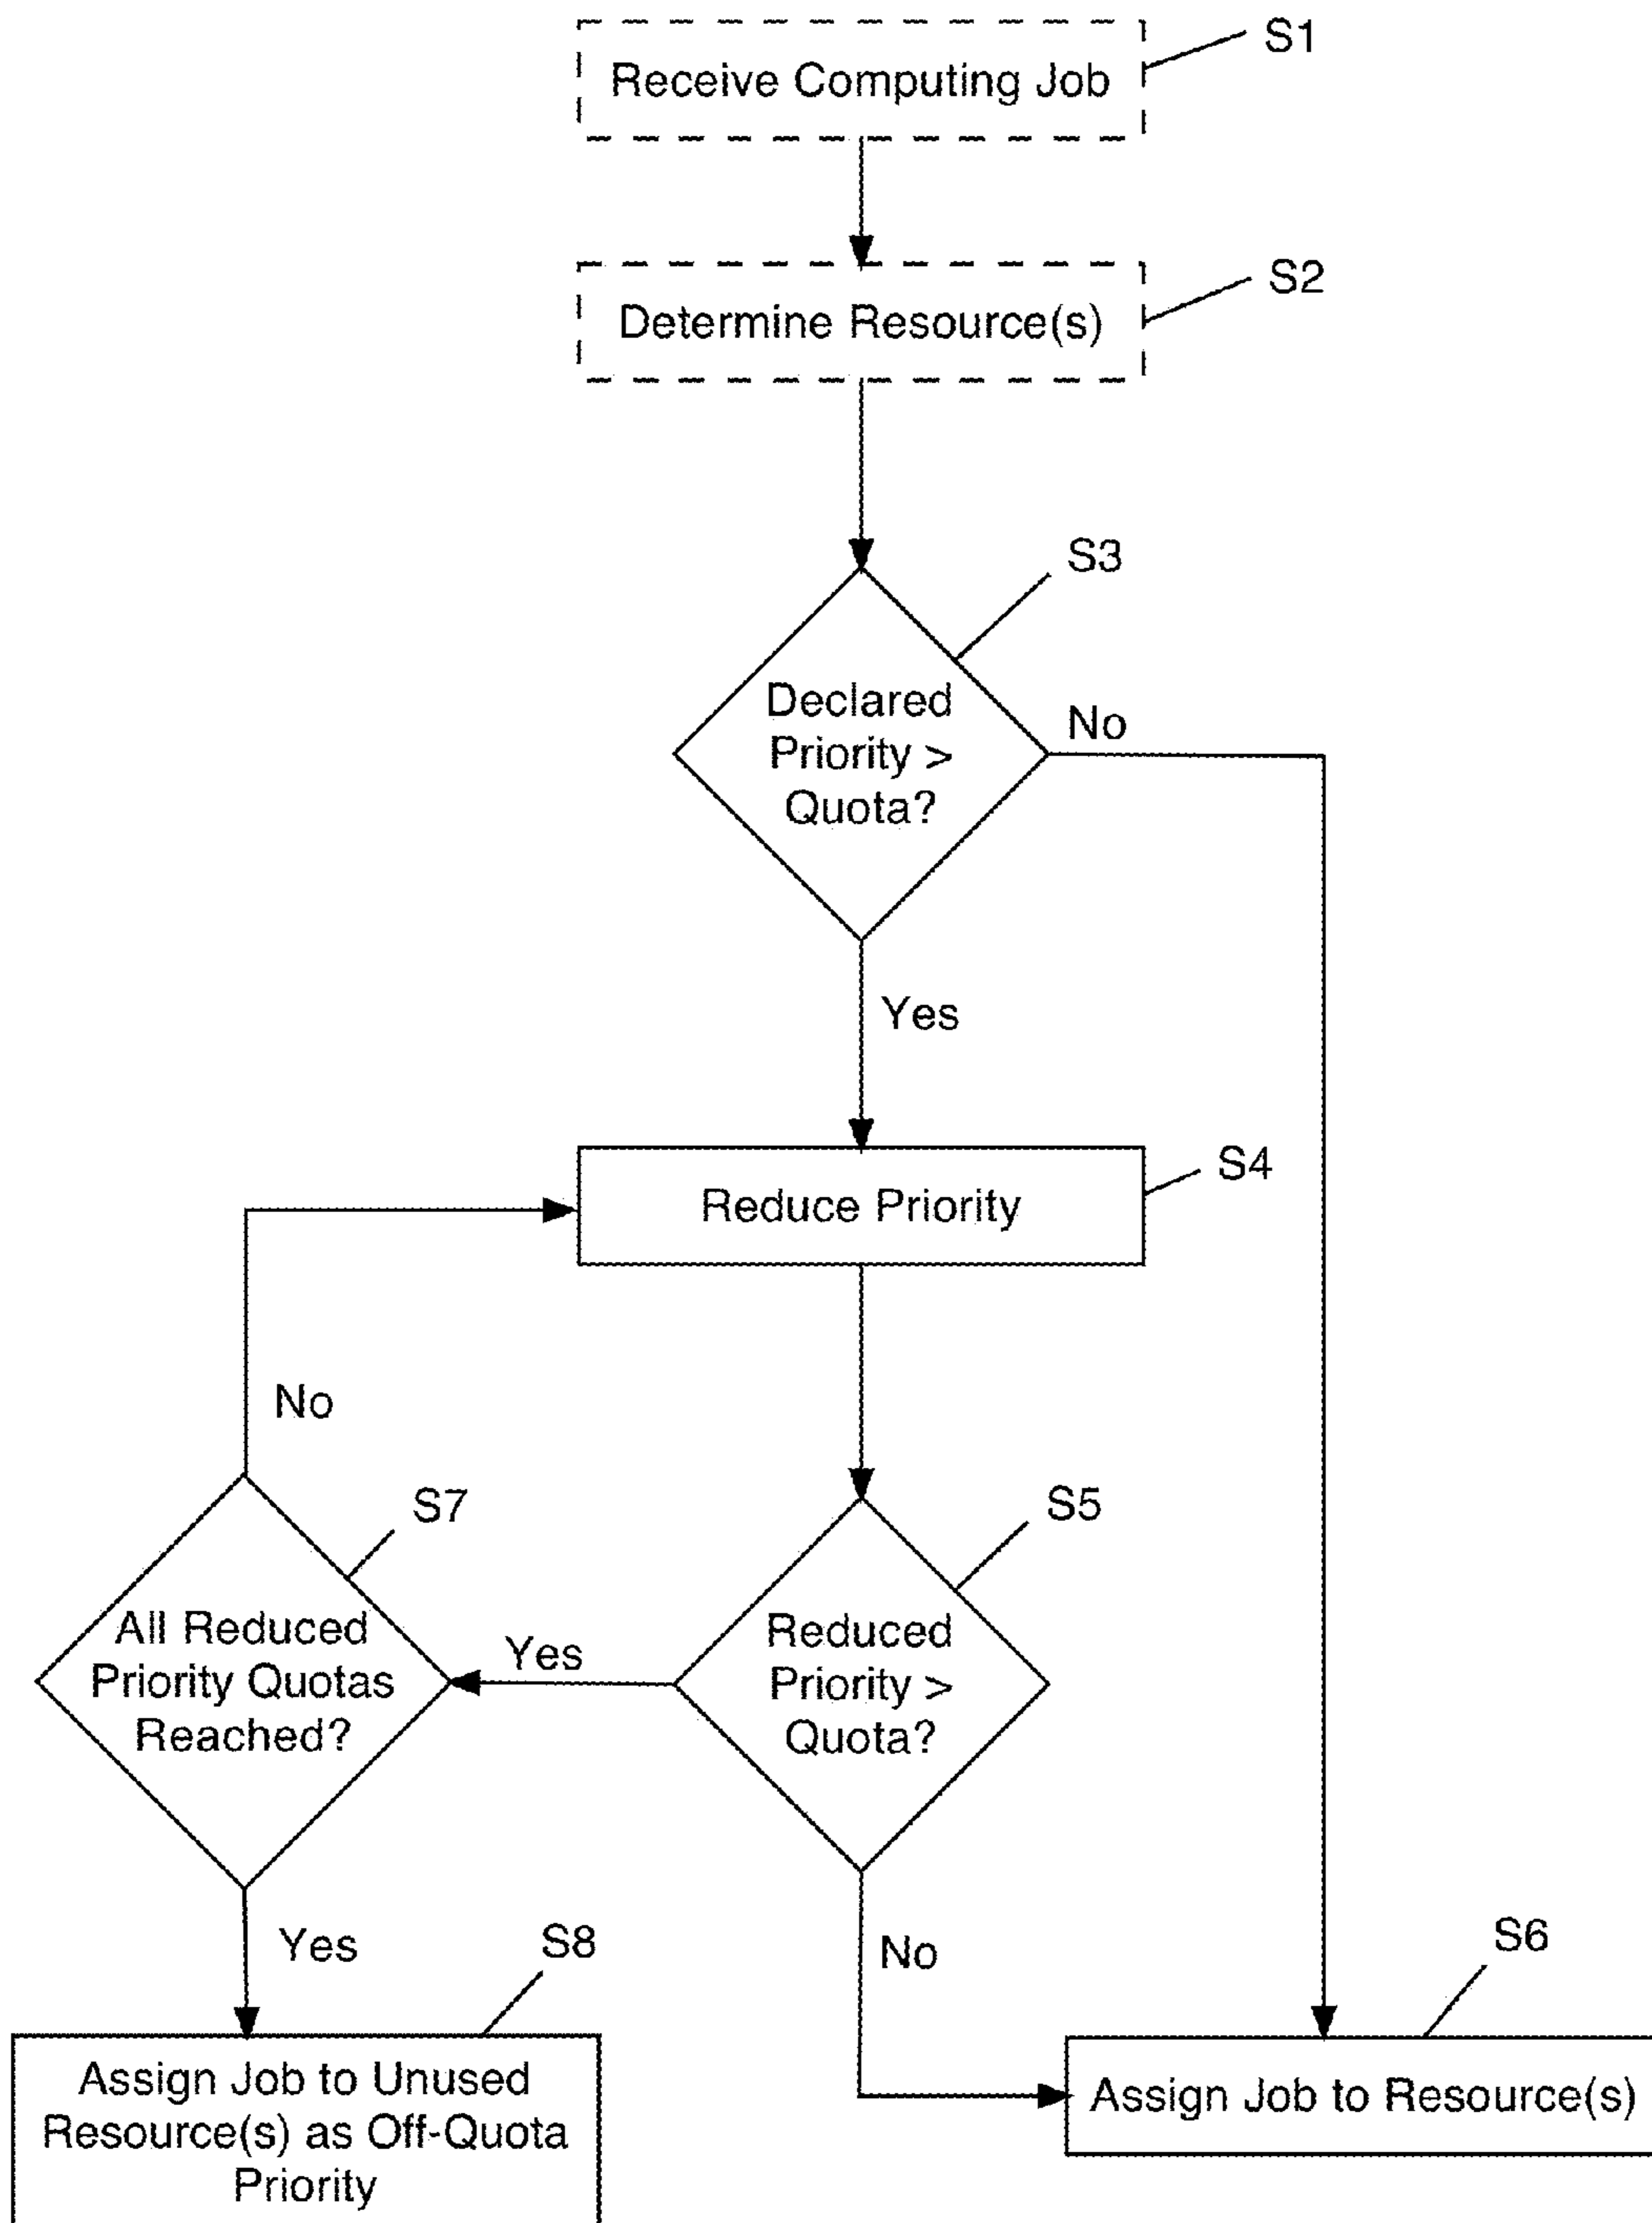 S1
Receive Computing Job
S2
Determine Resource(s)
S3
Declared
Priority >
Quota?
No
Yes
S4
Reduce Priority
No
S7
S5
All Reduced
Priority Quotas
Reached?
Yes
Reduced
Priority >
Quota?
Yes
S8
No
S6
Assign Job to Unused
Resource(s) as Off-Quota
Priority
Assign Job to Resource(s)